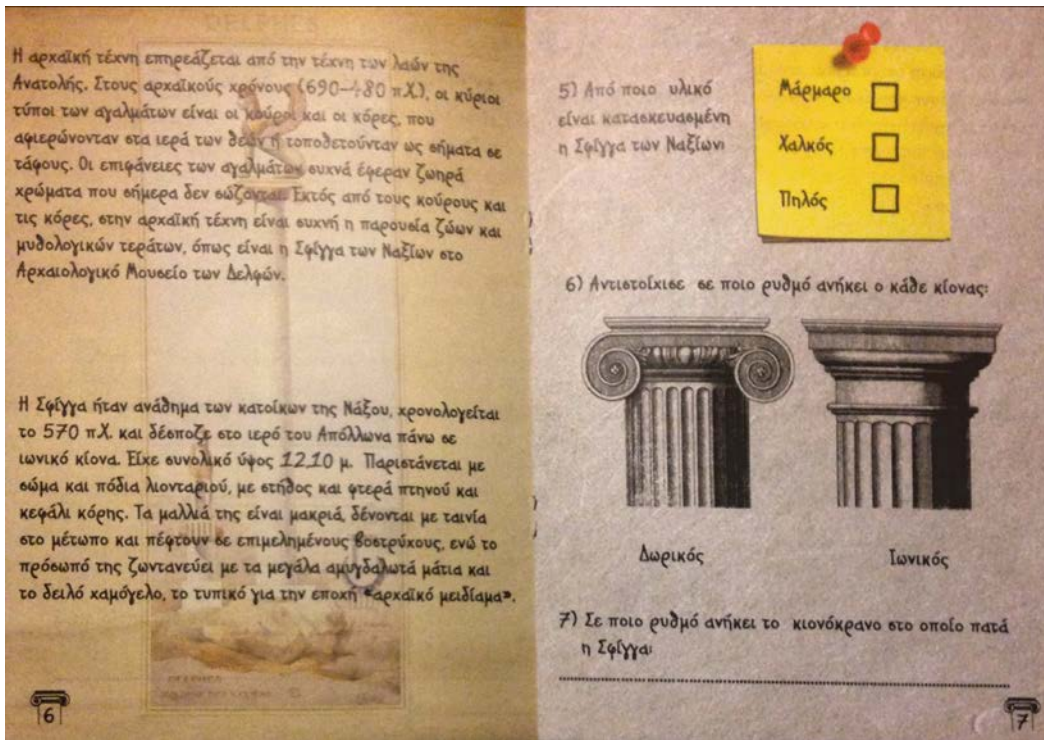 DELPHES
Η αρχαϊκή τέχνη επηρεάζεται από την τέχνη των λαών της
Ανατολής. Στους αρχαϊκούς χρόνους (690-480 π.Χ.), οι κύριοι
τύποι των αγαλμάτων είναι οι κούροι και οι κόρες, που
αφιερώνονταν στα ιερά των θεών ή τοποθετούνταν ως σήματα σε
τάφους. Οι επιφάνειες των αγαλμάτων συχνά έφεραν ζωηρά
χρώματα που σήμερα δεν σώζονται. Εκτός από τους κούρους και
τις κόρες, στην αρχαϊκή τέχνη είναι συχνή η παρουσία ζώων και
μυθολογικών τεράτων, όπως είναι η Σφίγγα των Ναξίων στο
Αρχαιολογικό Μουσείο των Δελφών.
Η Σφίγγα ήταν ανάθημα των κατοίκων της Νάξου, χρονολογείται
το 570 π.Χ. και δέσποζε στο ιερό του Απόλλωνα πάνω σε
ιωνικό κίονα. Είχε συνολικό ύψος 12,10 μ. Παριστάνεται με
σώμα και πόδια λιονταριού, με στήθος και φτερά πτηνού και
κεφάλι κόρης. Τα μαλλιά της είναι μακριά, δένονται με ταινία
στο μέτωπο και πέφτουν σε επιμελημένους βοστρύχους, ενώ το
πρόσωπό της ζωντανεύει με τα μεγάλα αμυγδαλωτά μάτια και
το δειλό χαμόγελο, το τυπικό για την εποχή «αρχαϊκό μειδίαμα».
6
5) Από ποιο υλικό
είναι κατασκευασμένη
η Σφίγγα των Ναξίων;
Μάρμαρο
Χαλκός
Πηλός
6) Αντιστοίχισε σε ποιο ρυθμό ανήκει ο κάθε κίονας:
Δωρικός
Ιωνικός
7) Σε ποιο ρυθμό ανήκει το κιονόκρανο στο οποίο πατά
η Σφίγγα;
7